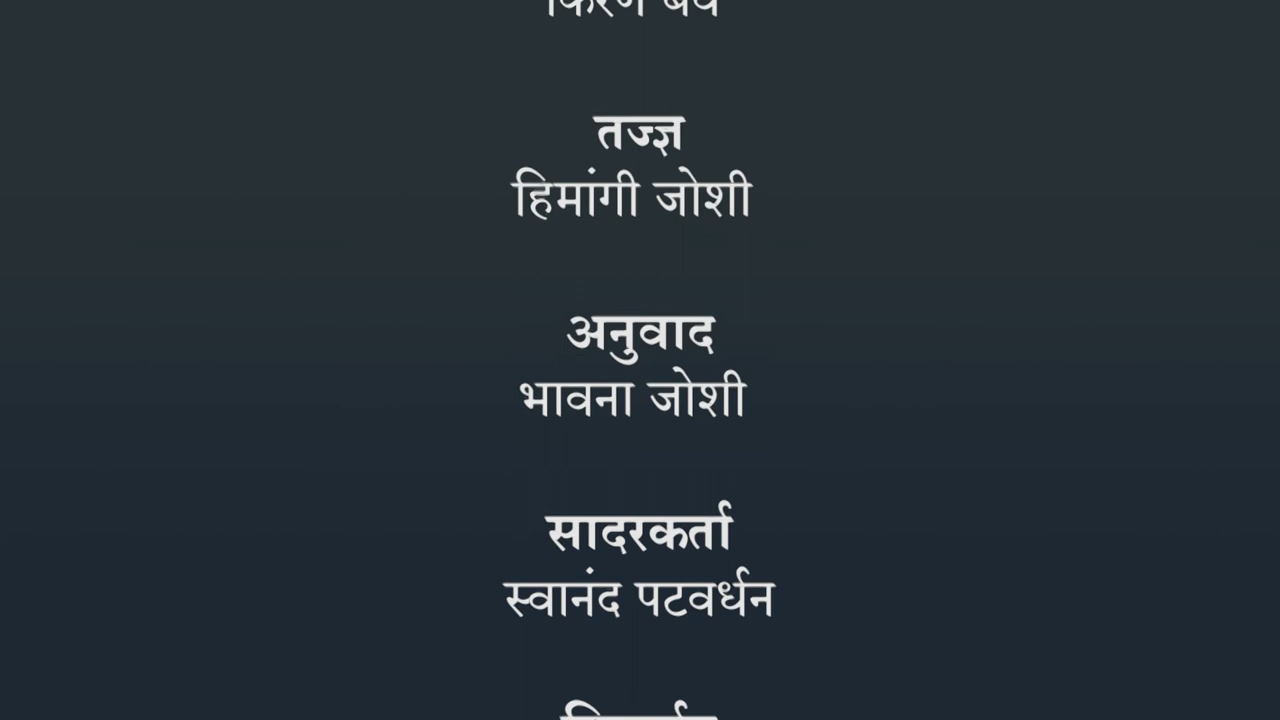 तज्ज्ञ
हिमांगी जोशी
अनुवाद
भावना जोशी
सादरकर्ता
स्वानंद पटवर्धन